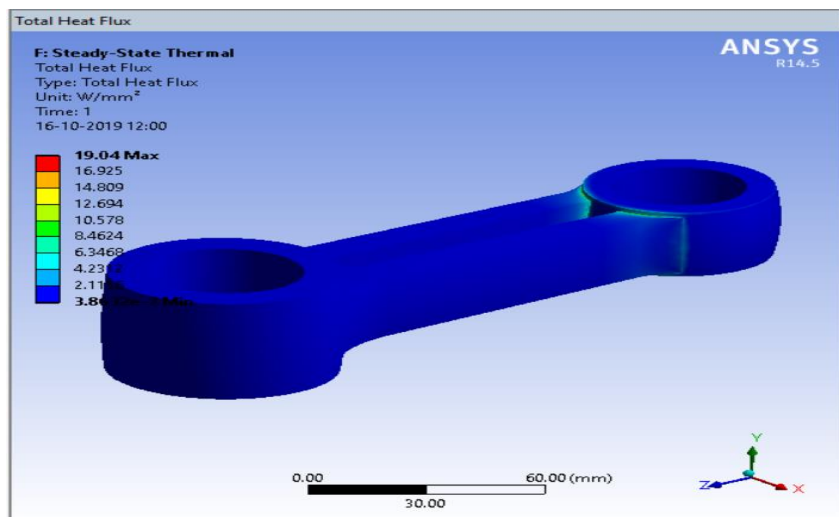 Total Heat Flux
F: Steady-State Thermal
Total Heat Flux
Type: Total Heat Flux
Unit: W/mm²
Time: 1
16-10-2019 12:00
ANSYS
R14.5
19.04 Max
16.925
14.809
12.694
10.578
8.4624
6.3468
0.00
60.00 (mm)
30.00
Y
Z
X